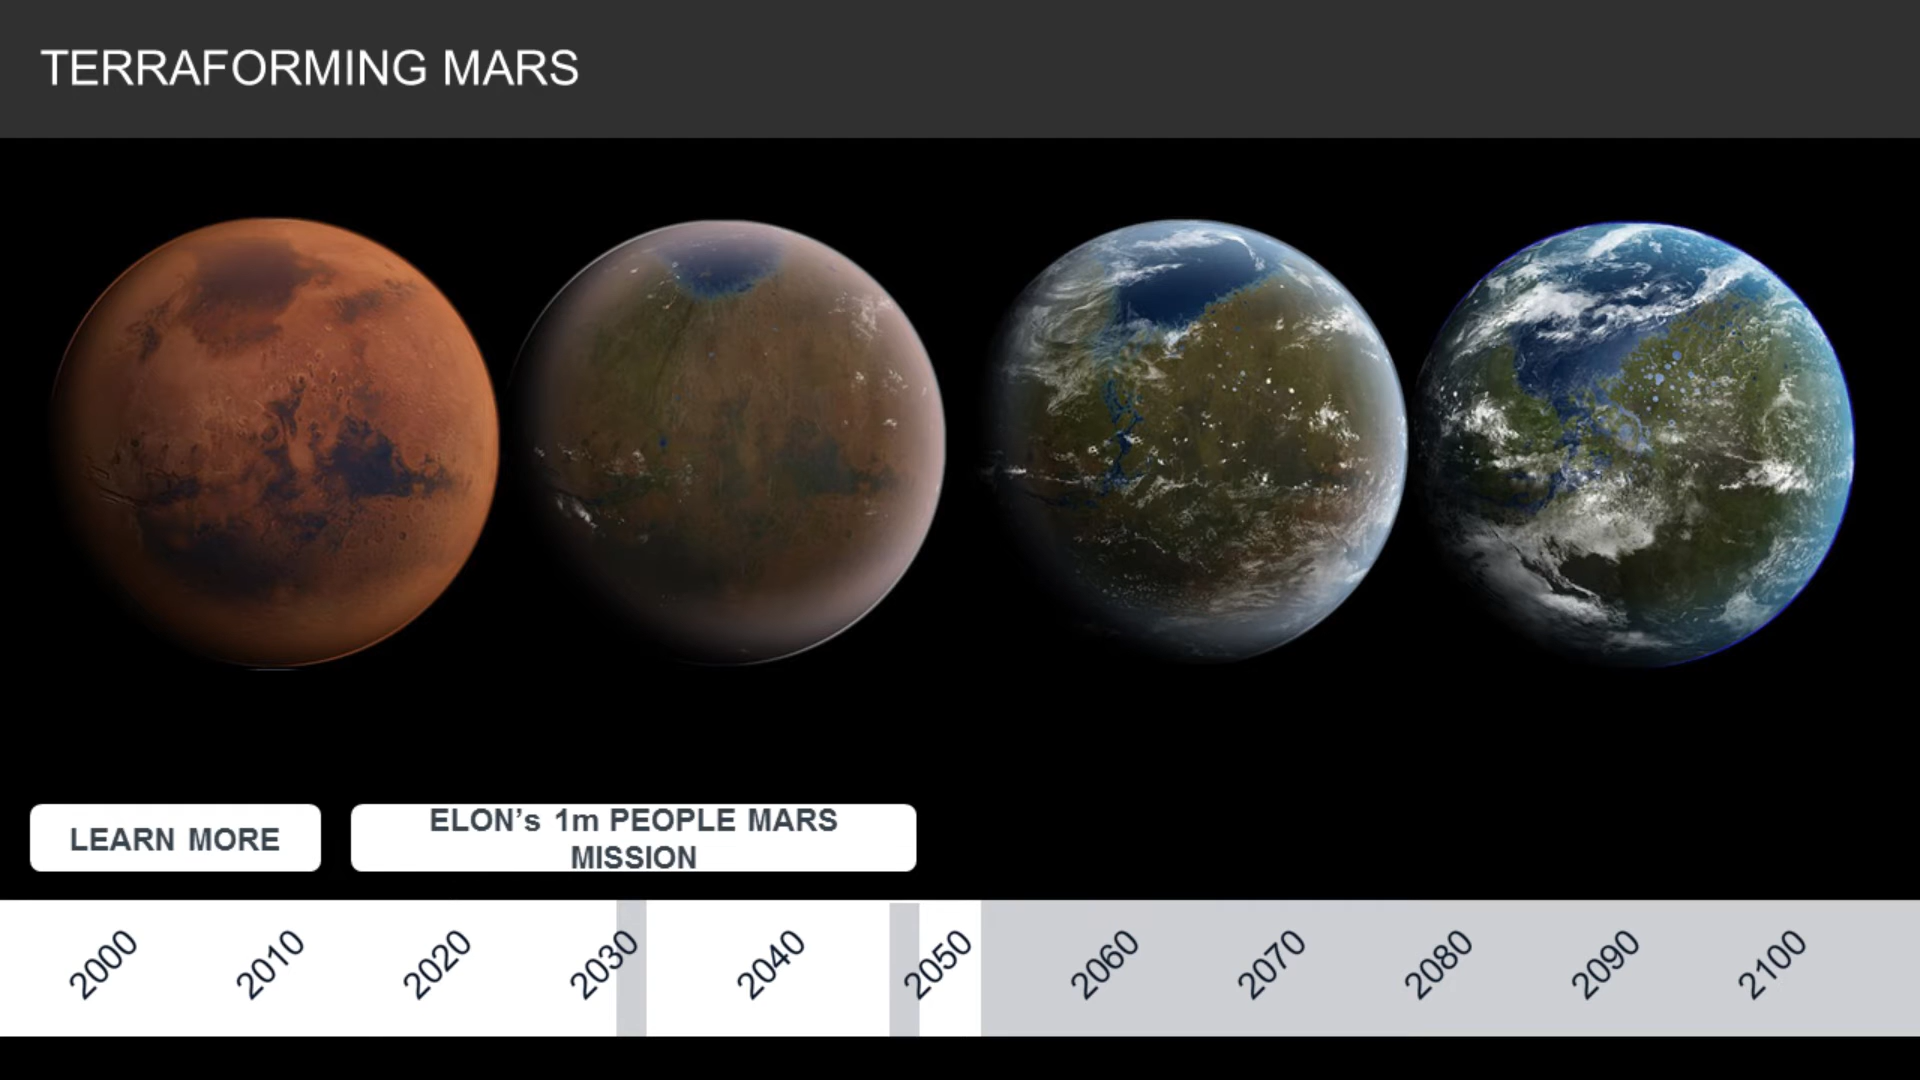 TERRAFORMING MARS
LEARN MORE
ELON’s 1m PEOPLE MARS
MISSION
2000
2010
2020
2030
2040
2050
2060
2070
2080
2090
2100